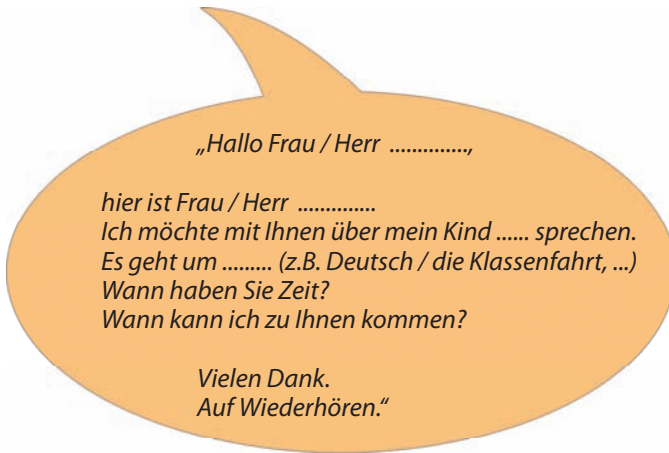 „Hallo Frau / Herr ..............,
hier ist Frau / Herr .............
Ich möchte mit Ihnen über mein Kind ...... sprechen.
Es geht um ......... (z.B. Deutsch / die Klassenfahrt, ...)
Wann haben Sie Zeit?
Wann kann ich zu Ihnen kommen?
Vielen Dank.
Auf Wiederhören.“